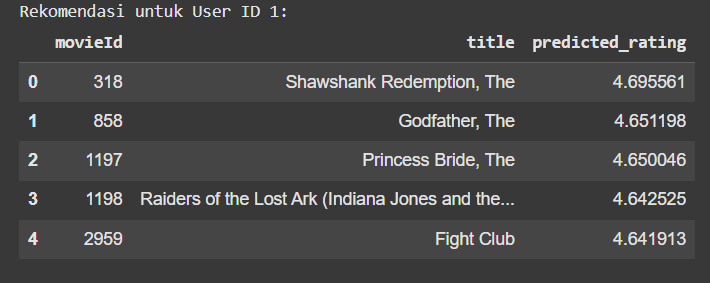 Rekomendasi untuk User ID 1:
movieId title predicted_rating
0 318 Shawshank Redemption, The 4.695561
1 858 Godfather, The 4.651198
2 1197 Princess Bride, The 4.650046
3 1198 Raiders of the Lost Ark (Indiana Jones and the... 4.642525
4 2959 Fight Club 4.641913